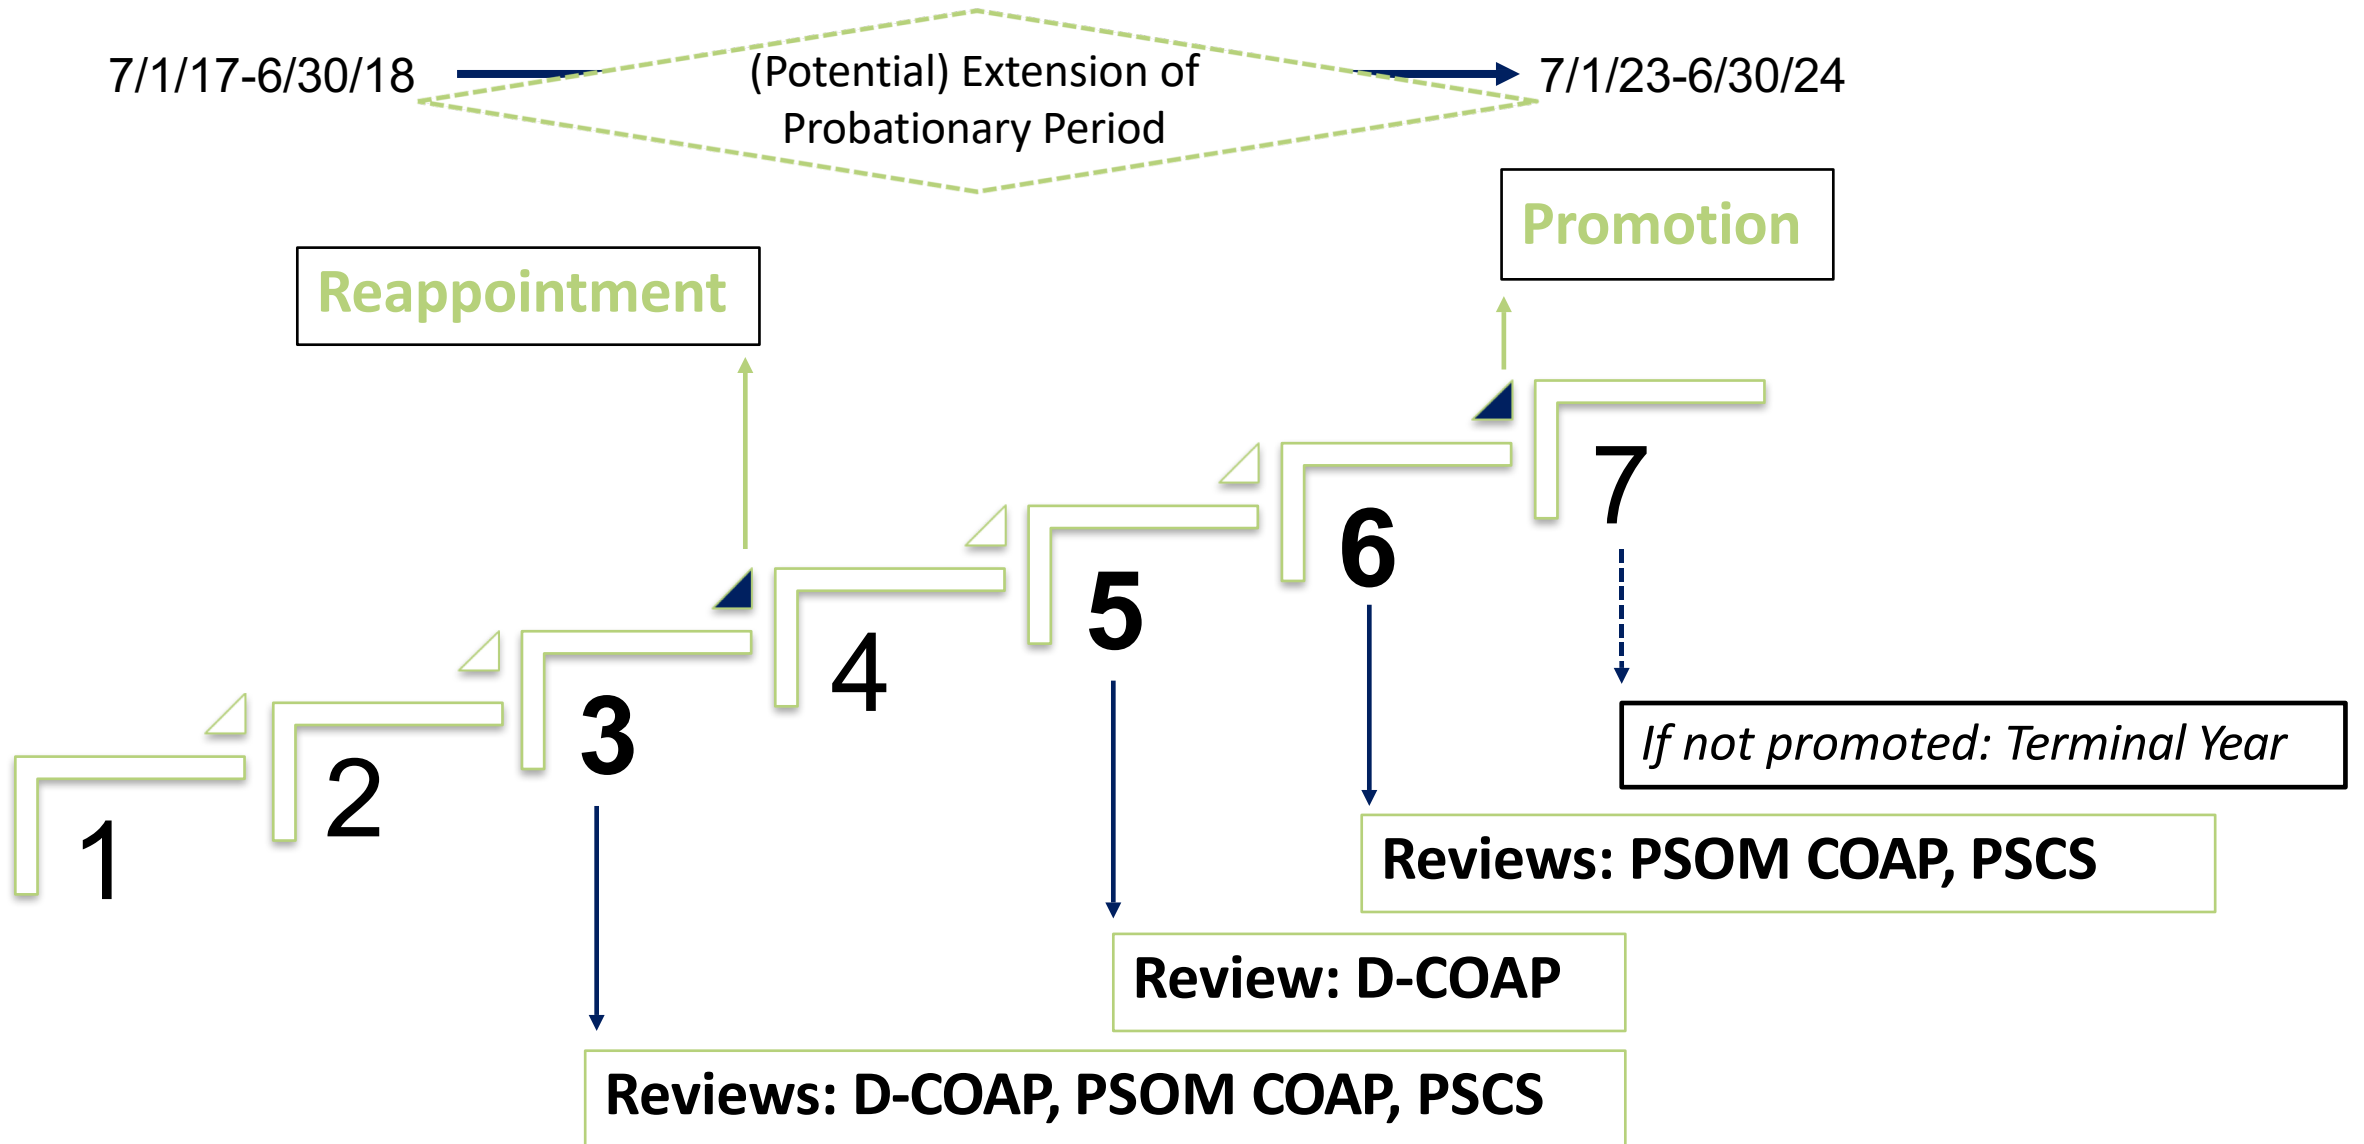 7/1/17-6/30/18
(Potential) Extension of
Probationary Period
7/1/23-6/30/24
Promotion
Reappointment
1
2
3
4
5
6
7
If not promoted: Terminal Year
Reviews: PSOM COAP, PSCS
Review: D-COAP
Reviews: D-COAP, PSOM COAP, PSCS